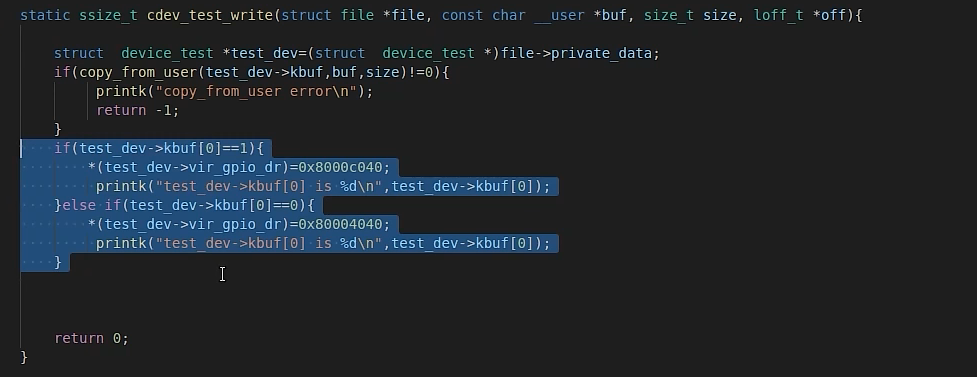 static ssize_t cdev_test_write(struct file *file, const char __user *buf, size_t size, loff_t *off){
struct  device_test *test_dev=(struct  device_test *)file->private_data;
if(copy_from_user(test_dev->kbuf,buf,size)!=0){
printk("copy_from_user error\n");
return -1;
}
if(test_dev->kbuf[0]==1){
*(test_dev->vir_gpio_dr)=0x8000c040;
printk("test_dev->kbuf[0] is %d\n",test_dev->kbuf[0]);
}else if(test_dev->kbuf[0]==0){
*(test_dev->vir_gpio_dr)=0x80004040;
printk("test_dev->kbuf[0] is %d\n",test_dev->kbuf[0]);
}
return 0;
}